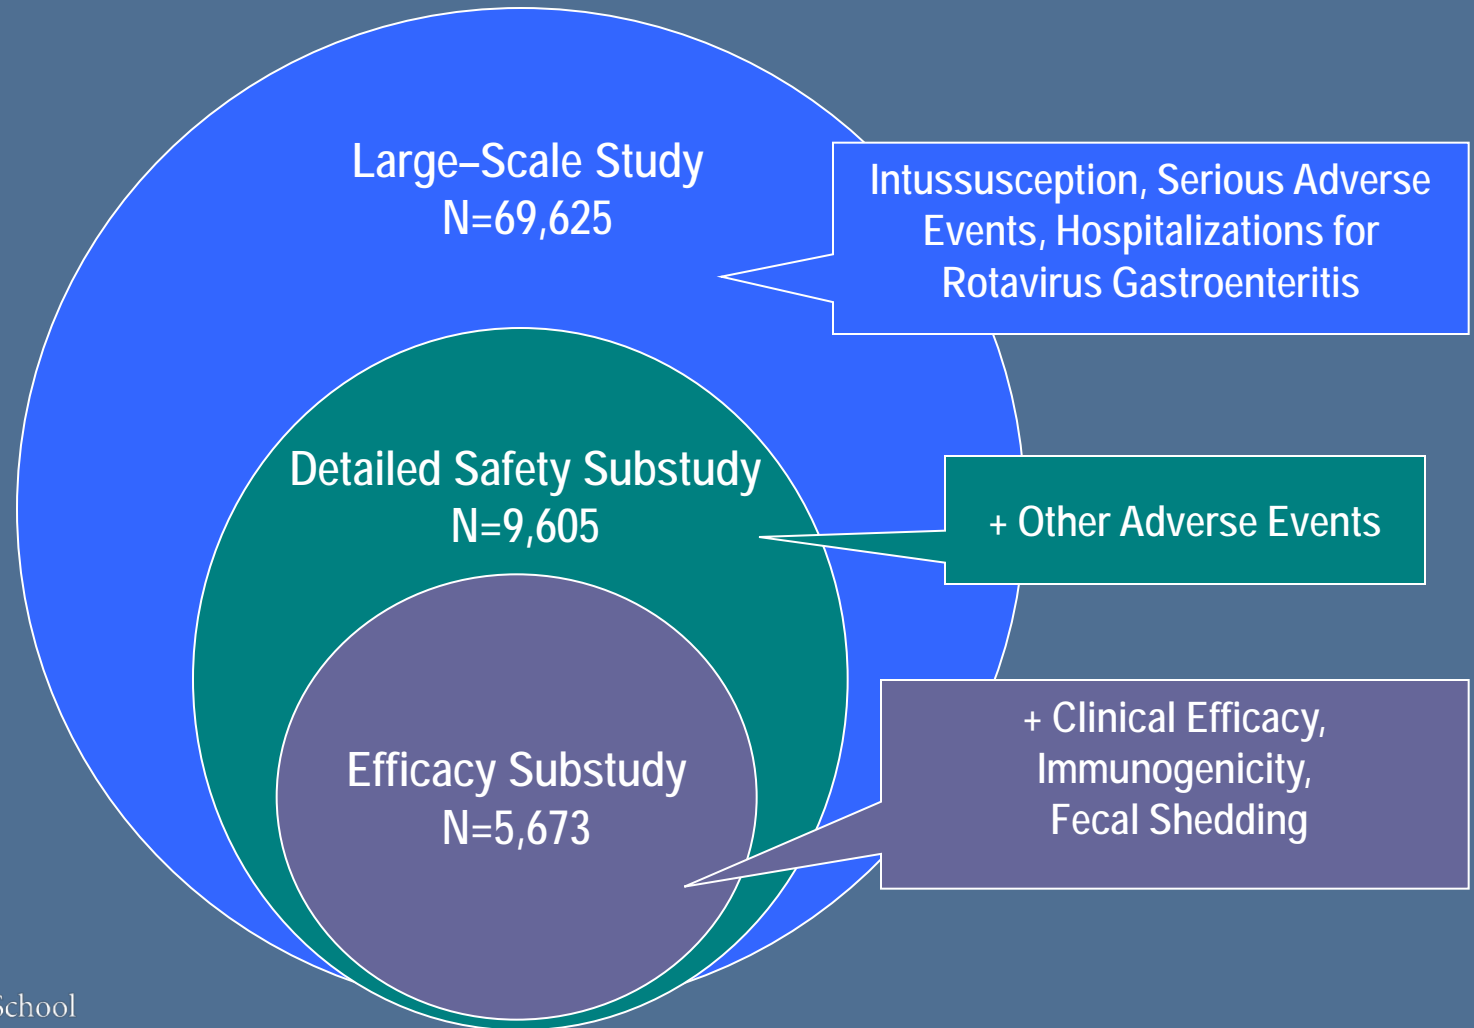 Large–Scale Study
N=69,625
Intussusception, Serious Adverse
Events, Hospitalizations for
Rotavirus Gastroenteritis
Detailed Safety Substudy
N=9,605
+ Other Adverse Events
Efficacy Substudy
N=5,673
+ Clinical Efficacy,
Immunogenicity,
Fecal Shedding
School